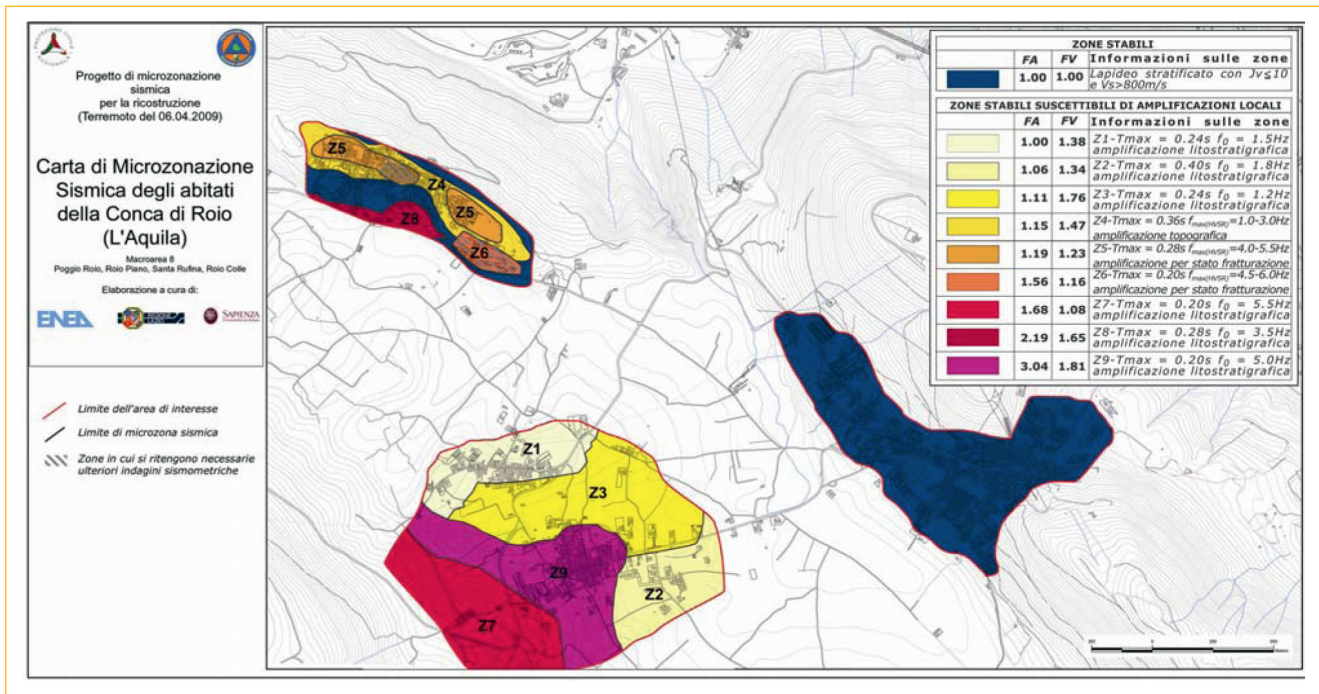 PROTEZIONE CIVILE
NAZIONALE
Progetto di microzonazione
sismica
per la ricostruzione
(Terremoto del 06.04.2009)
Carta di Microzonazione
Sismica degli abitati
della Conca di Roio
(L'Aquila)
Macroarea 8
Poggio Roio, Roio Piano, Santa Rufina, Roio Colle
Elaborazione a cura di:
ENEA
REGIONE
LAZIO
SAPIENZA
Limite dell'area di interesse
Limite di microzona sismica
Zone in cui si ritengono necessarie
ulteriori indagini sismometriche
Z5
Z4
Z5
Z8
Z6
Z1
Z3
Z9
Z2
Z7
ZONE STABILI
FA FV Informazioni sulle zone
1.00 1.00 Lapideo stratificato con Jv≤10
e Vs>800m/s
ZONE STABILI SUSCETTIBILI DI AMPLIFICAZIONI LOCALI
FA FV Informazioni sulle zone
1.00 1.38 Z1-Tmax = 0.24s f0 = 1.5Hz
amplificazione litostratigrafica
1.06 1.34 Z2-Tmax = 0.40s f0 = 1.8Hz
amplificazione litostratigrafica
1.11 1.76 Z3-Tmax = 0.24s f0 = 1.2Hz
amplificazione litostratigrafica
1.15 1.47 Z4-Tmax = 0.36s fmax(HVSR)=1.0-3.0Hz
amplificazione topografica
1.19 1.23 Z5-Tmax = 0.28s fmax(HVSR)=4.0-5.5Hz
amplificazione per stato fratturazione
1.56 1.16 Z6-Tmax = 0.20s fmax(HVSR)=4.5-6.0Hz
amplificazione per stato fratturazione
1.68 1.08 Z7-Tmax = 0.20s f0 = 5.5Hz
amplificazione litostratigrafica
2.19 1.65 Z8-Tmax = 0.28s f0 = 3.5Hz
amplificazione litostratigrafica
3.04 1.81 Z9-Tmax = 0.20s f0 = 5.0Hz
amplificazione litostratigrafica